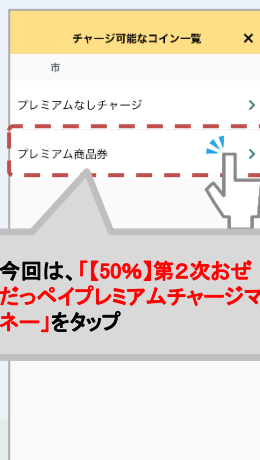 チャージ可能なコイン一覧 ×
市
プレミアムなしチャージ >
プレミアム商品券 >
今回は、「【50%】第2次おぜ
だっペイプレミアムチャージマ
ネー」をタップ